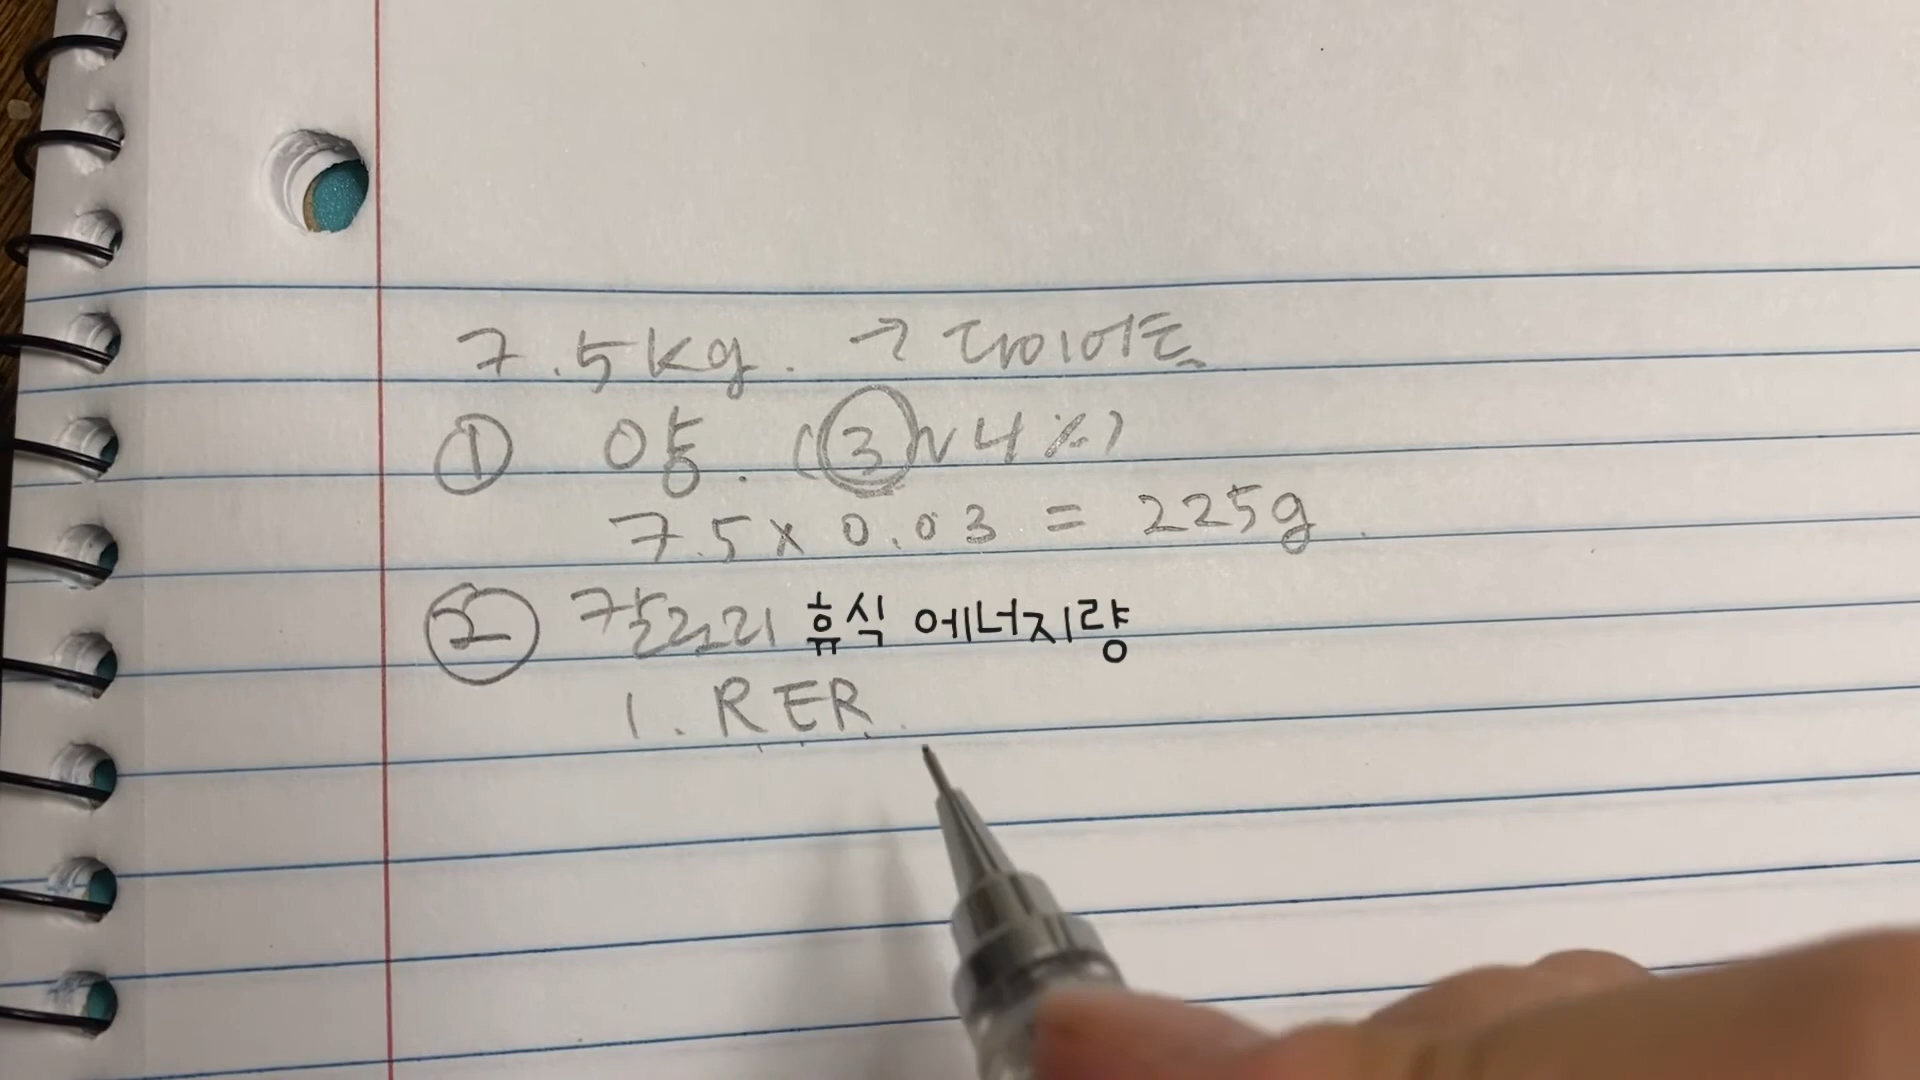 7.5kg. → 다이어트
① 양. (3~4%)
7.5 x 0.03 = 225g.
② 칼로리 휴식 에너지량
1. RER.